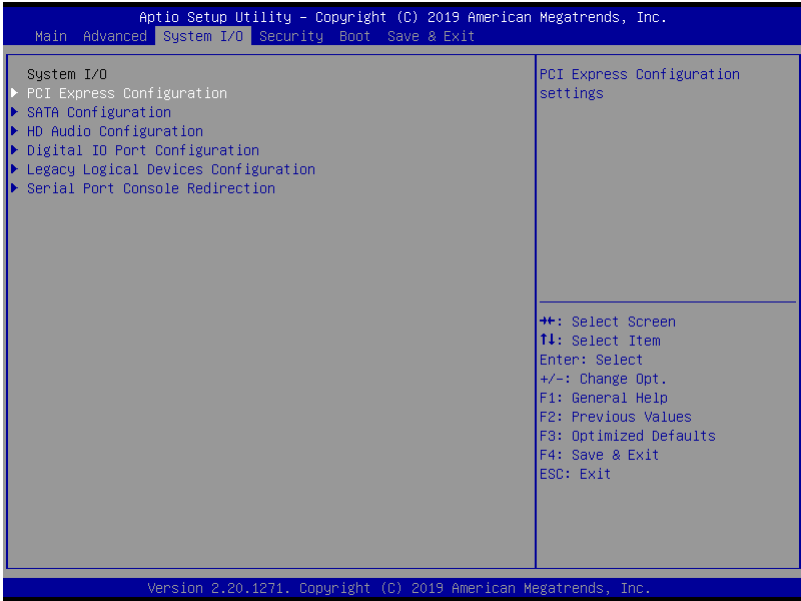 Aptio Setup Utility – Copyright (C) 2019 American Megatrends, Inc.
Main Advanced System I/O Security Boot Save & Exit
System I/O
PCI Express Configuration
SATA Configuration
HD Audio Configuration
Digital IO Port Configuration
Legacy Logical Devices Configuration
Serial Port Console Redirection
PCI Express Configuration
settings
→←: Select Screen
↑↓: Select Item
Enter: Select
+/-: Change Opt.
F1: General Help
F2: Previous Values
F3: Optimized Defaults
F4: Save & Exit
ESC: Exit
Version 2.20.1271. Copyright (C) 2019 American Megatrends, Inc.